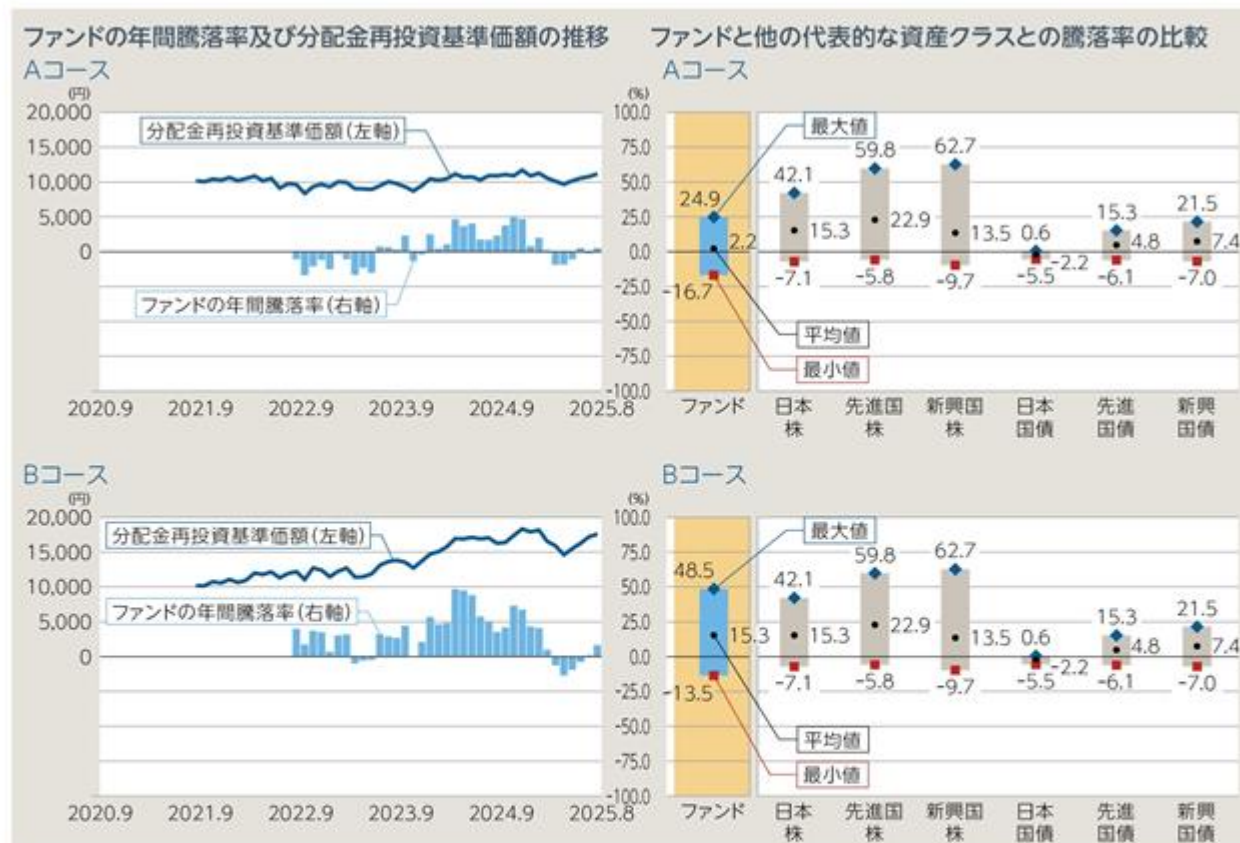 ファンドの年間騰落率及び分配金再投資基準価額の推移
Aコース
(円)
20,000
15,000
10,000
5,000
0
分配金再投資基準価額(左軸)
ファンドの年間騰落率(右軸)
(%)
100.0
75.0
50.0
25.0
0.0
-25.0
-50.0
-75.0
-100.0
2020.9 2021.9 2022.9 2023.9 2024.9 2025.8
ファンドと他の代表的な資産クラスとの騰落率の比較
Aコース
最大値
平均値
最小値
24.9 42.1 59.8 62.7 0.6 15.3 21.5
2.2 15.3 22.9 13.5 -2.2 4.8 7.4
-16.7 -7.1 -5.8 -9.7 -5.5 -6.1 -7.0
ファンド 日本 先進国 新興国 日本 先進 新興
株 株 株 国債 国債 国債
Bコース
(円)
20,000
15,000
10,000
5,000
0
分配金再投資基準価額(左軸)
ファンドの年間騰落率(右軸)
(%)
100.0
75.0
50.0
25.0
0.0
-25.0
-50.0
-75.0
-100.0
2020.9 2021.9 2022.9 2023.9 2024.9 2025.8
Bコース
最大値
平均値
最小値
48.5 42.1 59.8 62.7 0.6 15.3 21.5
15.3 15.3 22.9 13.5 -2.2 4.8 7.4
-13.5 -7.1 -5.8 -9.7 -5.5 -6.1 -7.0
ファンド 日本 先進国 新興国 日本 先進 新興
株 株 株 国債 国債 国債